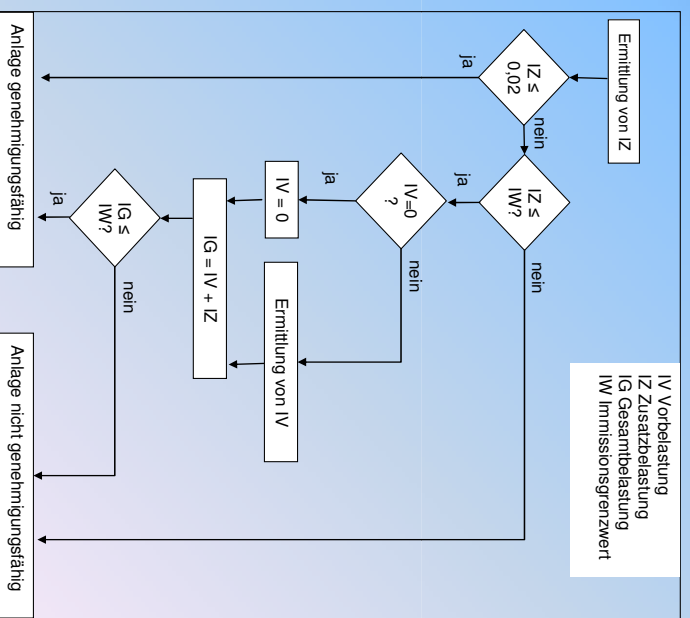 IV Vorbelastung
IZ Zusatzbelastung
IG Gesamtbelastung
IW Immissionsgrenzwert
Ermittlung von IZ
IZ ≤
0,02
nein
ja
IZ ≤
IW?
nein
ja
IV=0
?
nein
ja
IV = 0
Ermittlung von IV
IG = IV + IZ
IG ≤
IW?
nein
ja
Anlage genehmigungsfähig
Anlage nicht genehmigungsfähig